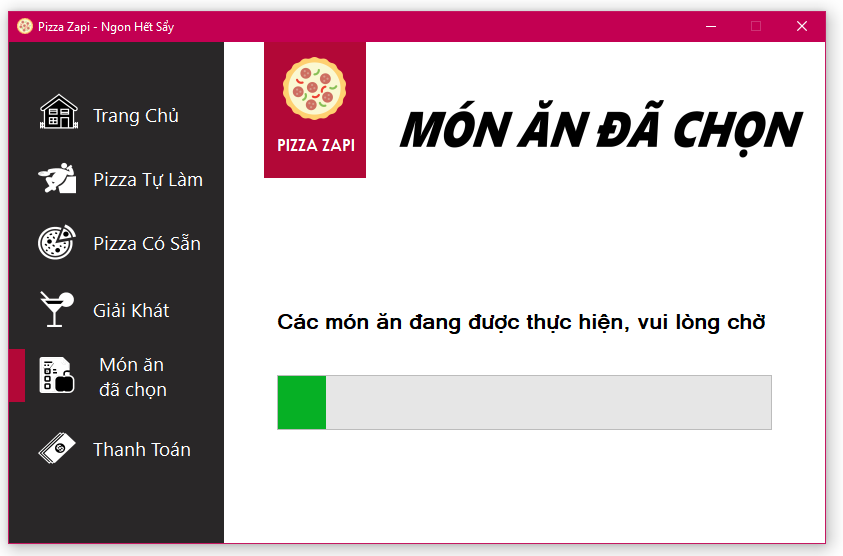 Pizza Zapi - Ngon Hết Sẩy
Trang Chủ
Pizza Tự Làm
Pizza Có Sẵn
Giải Khát
Món ăn
đã chọn
Thanh Toán
PIZZA ZAPI
MÓN ĂN ĐÃ CHỌN
Các món ăn đang được thực hiện, vui lòng chờ